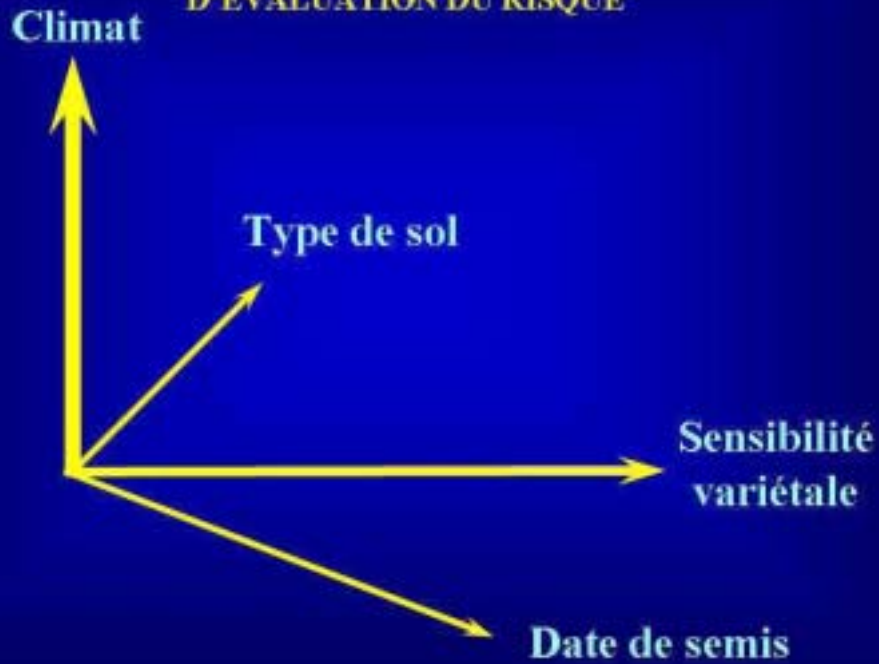 D'EVALUATION DU RISQUE
Climat
Type de sol
Sensibilité
variétale
Date de semis